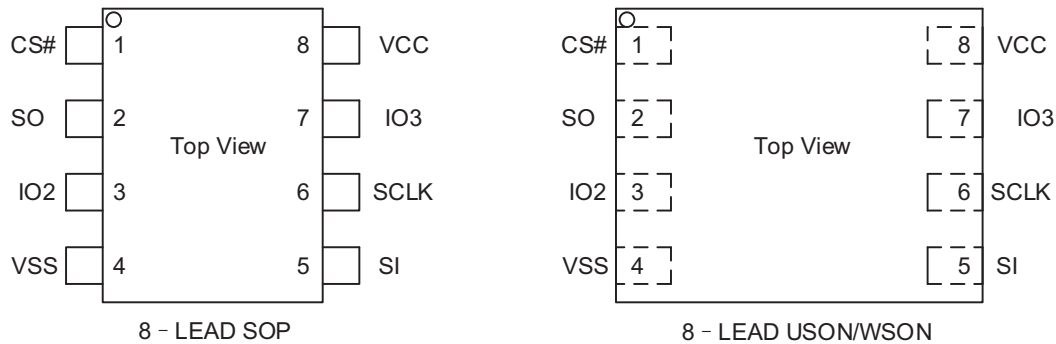 CS# 1 8 VCC
SO 2 7 IO3
Top View
IO2 3 6 SCLK
VSS 4 5 SI
8 – LEAD SOP
CS# 1 8 VCC
SO 2 7 IO3
Top View
IO2 3 6 SCLK
VSS 4 5 SI
8 – LEAD USON/WSON